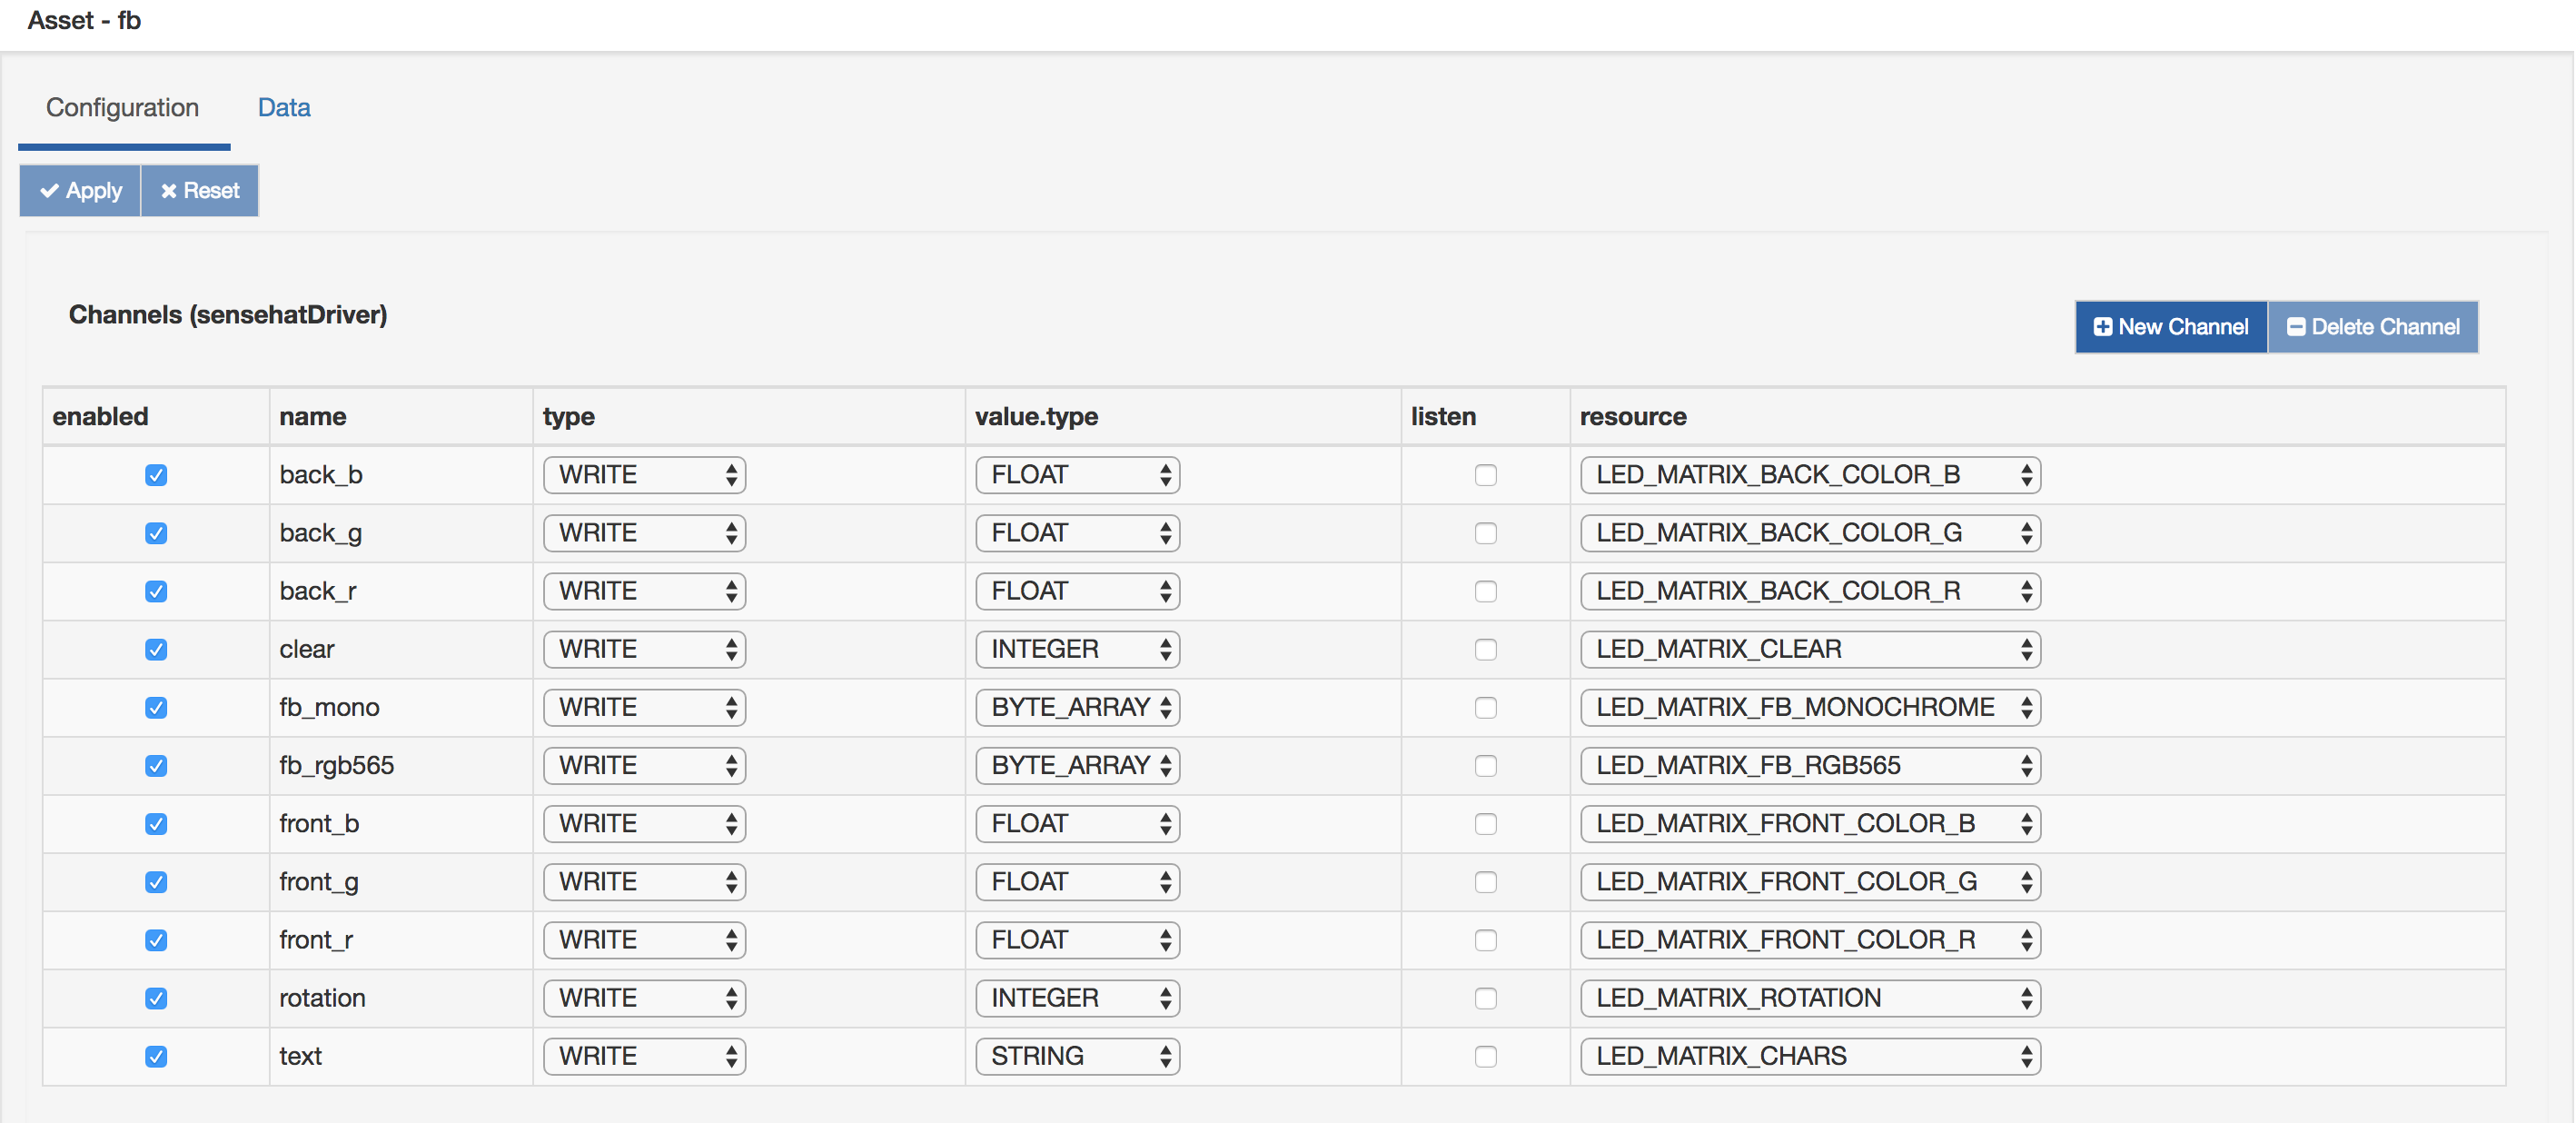 Asset - fb
Configuration Data
Apply Reset
Channels (sensehatDriver)
New Channel Delete Channel
enabled name type value.type listen resource
back_b WRITE FLOAT LED_MATRIX_BACK_COLOR_B
back_g WRITE FLOAT LED_MATRIX_BACK_COLOR_G
back_r WRITE FLOAT LED_MATRIX_BACK_COLOR_R
clear WRITE INTEGER LED_MATRIX_CLEAR
fb_mono WRITE BYTE_ARRAY LED_MATRIX_FB_MONOCHROME
fb_rgb565 WRITE BYTE_ARRAY LED_MATRIX_FB_RGB565
front_b WRITE FLOAT LED_MATRIX_FRONT_COLOR_B
front_g WRITE FLOAT LED_MATRIX_FRONT_COLOR_G
front_r WRITE FLOAT LED_MATRIX_FRONT_COLOR_R
rotation WRITE INTEGER LED_MATRIX_ROTATION
text WRITE STRING LED_MATRIX_CHARS